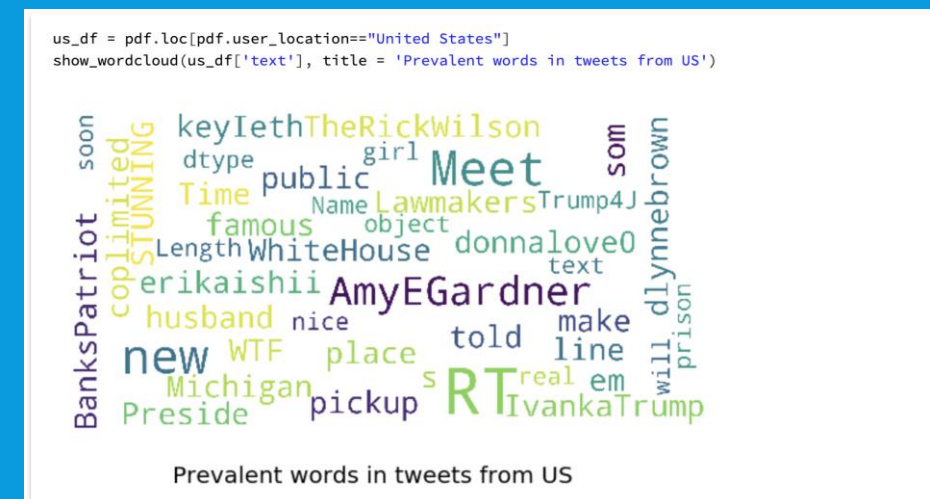 us_df = pdf.loc[pdf.user_location=="United States"]
show_wordcloud(us_df['text'], title = 'Prevalent words in tweets from US')
soon
coplimited
STUNNING
keyIeth
TheRickWilson
som
dlynnebrown
dtype
girl
Meet
public
Time
Name
Lawmakers
Trump4J
famous
object
BanksPatriot
Length
WhiteHouse
donnalove0
text
erikaishii
AmyEGardner
prison
husband
nice
told
make
will
new
WTF
place
line
Michigan
s
RT
real
em
Preside
pickup
IvankaTrump
Prevalent words in tweets from US